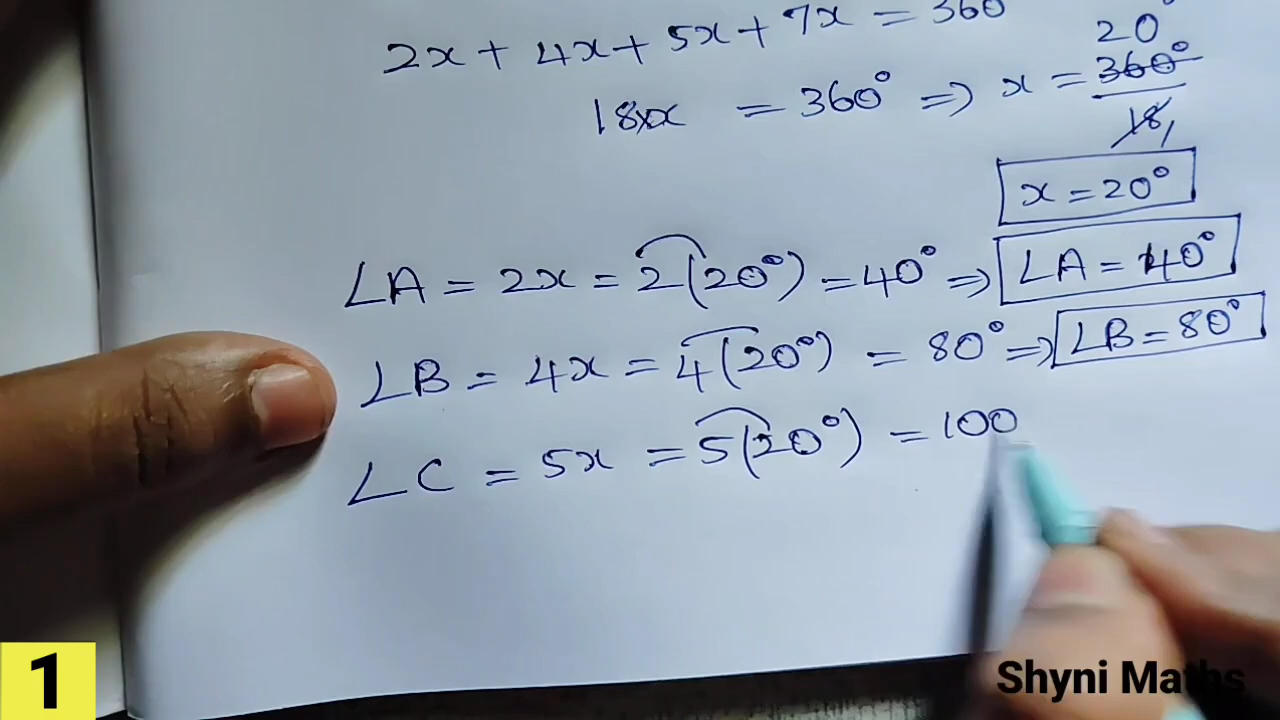 2x + 4x + 5x + 7x = 360
18x = 360° ⇒ x = 360°/18 20°
x = 20°
∠A = 2x = 2(20°) = 40° ⇒ ∠A = 40°
∠B = 4x = 4(20°) = 80° ⇒ ∠B = 80°
∠C = 5x = 5(20°) = 100
1
Shyni Maths